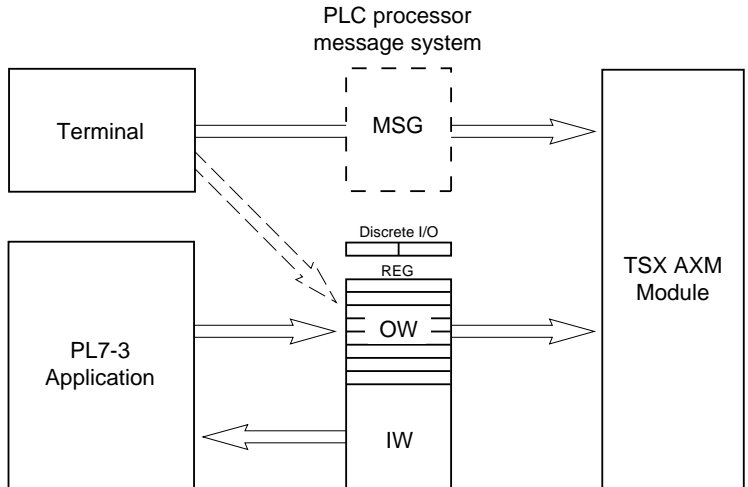 PLC processor
message system
Terminal
MSG
Discrete I/O
REG
TSX AXM
Module
OW
PL7-3
Application
IW